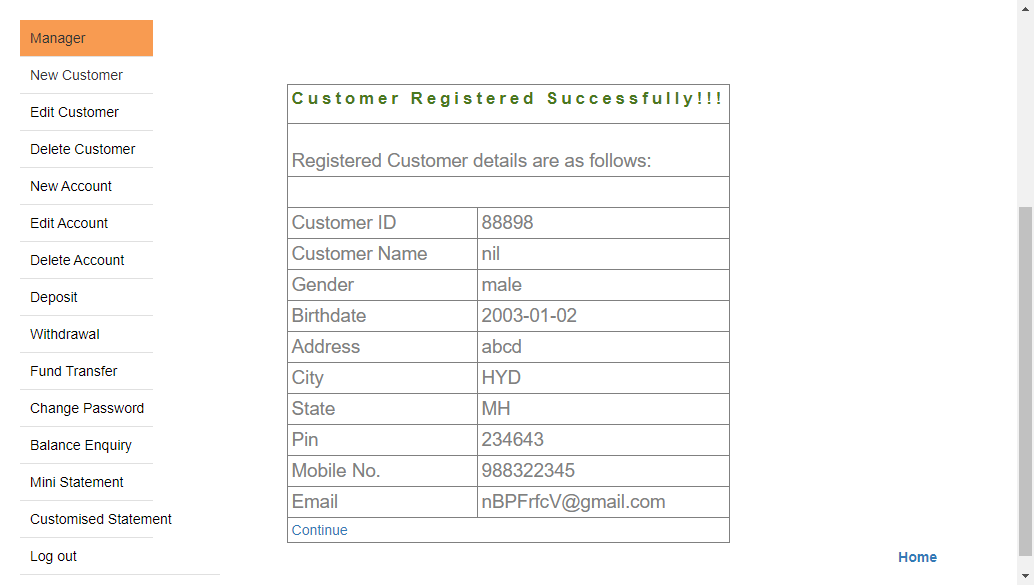 Manager
New Customer
Edit Customer
Delete Customer
New Account
Edit Account
Delete Account
Deposit
Withdrawal
Fund Transfer
Change Password
Balance Enquiry
Mini Statement
Customised Statement
Log out
Customer Registered Successfully!!!
Registered Customer details are as follows:
Customer ID 88898
Customer Name nil
Gender male
Birthdate 2003-01-02
Address abcd
City HYD
State MH
Pin 234643
Mobile No. 988322345
Email nBPFrfcV@gmail.com
Continue
Home